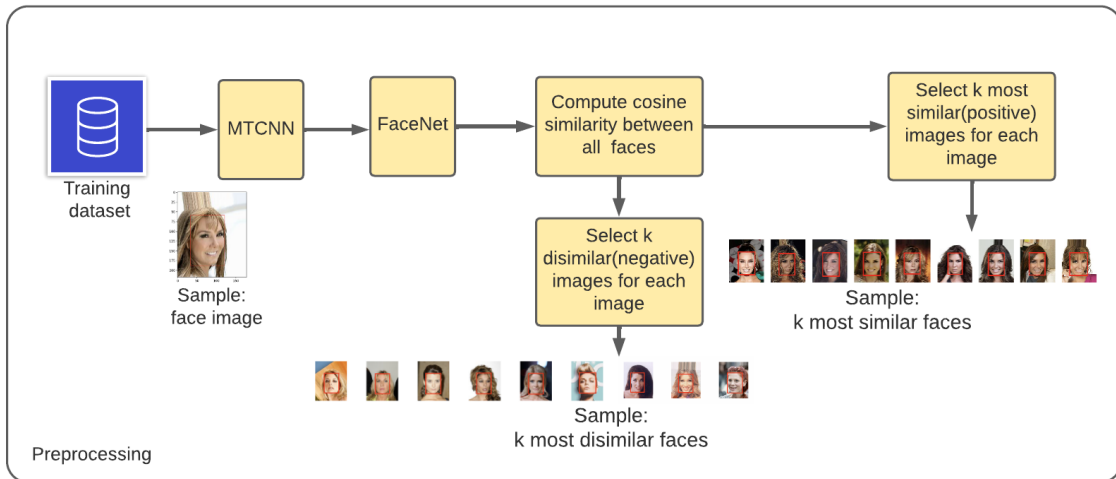 MTCNN
FaceNet
Compute cosine
similarity between
all faces
Select k most
similar(positive)
images for each
image
Training
dataset
Sample:
face image
Select k
disimilar(negative)
images for each
image
Sample:
k most similar faces
Sample:
k most disimilar faces
Preprocessing